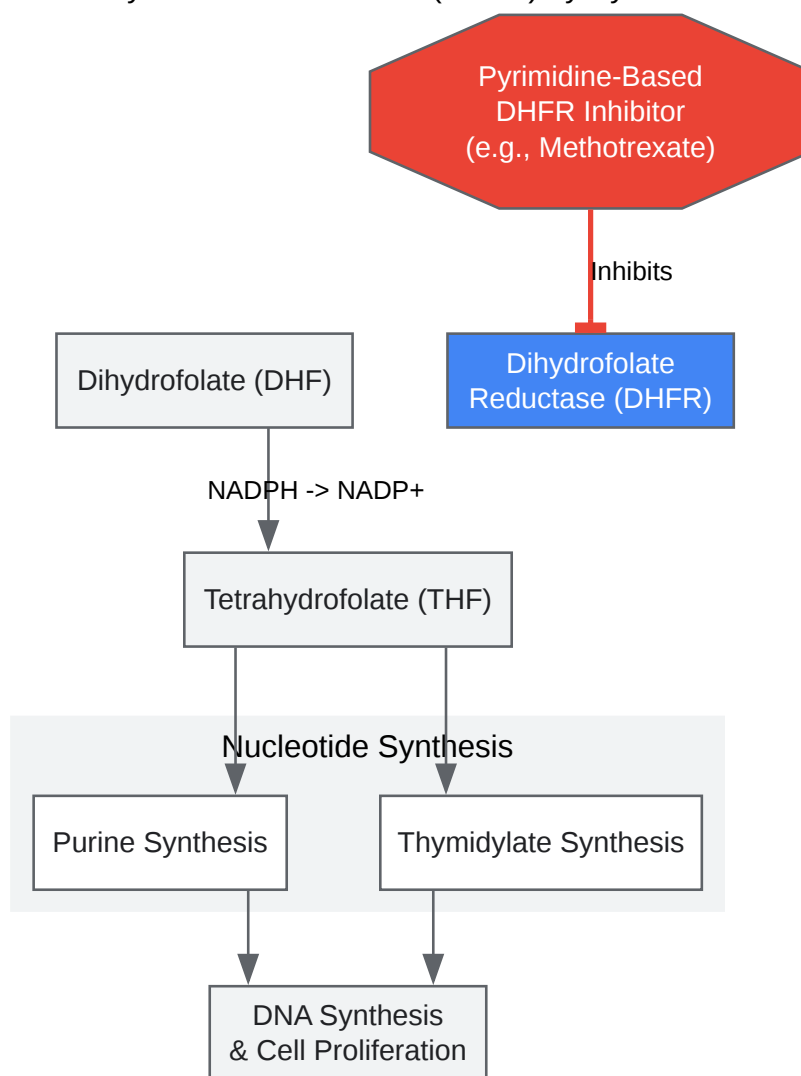 Pyrimidine-Based
DHFR Inhibitor
(e.g., Methotrexate)
Inhibits
Dihydrofolate (DHF)
Dihydrofolate
Reductase (DHFR)
NADPH -> NADP+
Tetrahydrofolate (THF)
Nucleotide Synthesis
Purine Synthesis
Thymidylate Synthesis
DNA Synthesis
& Cell Proliferation